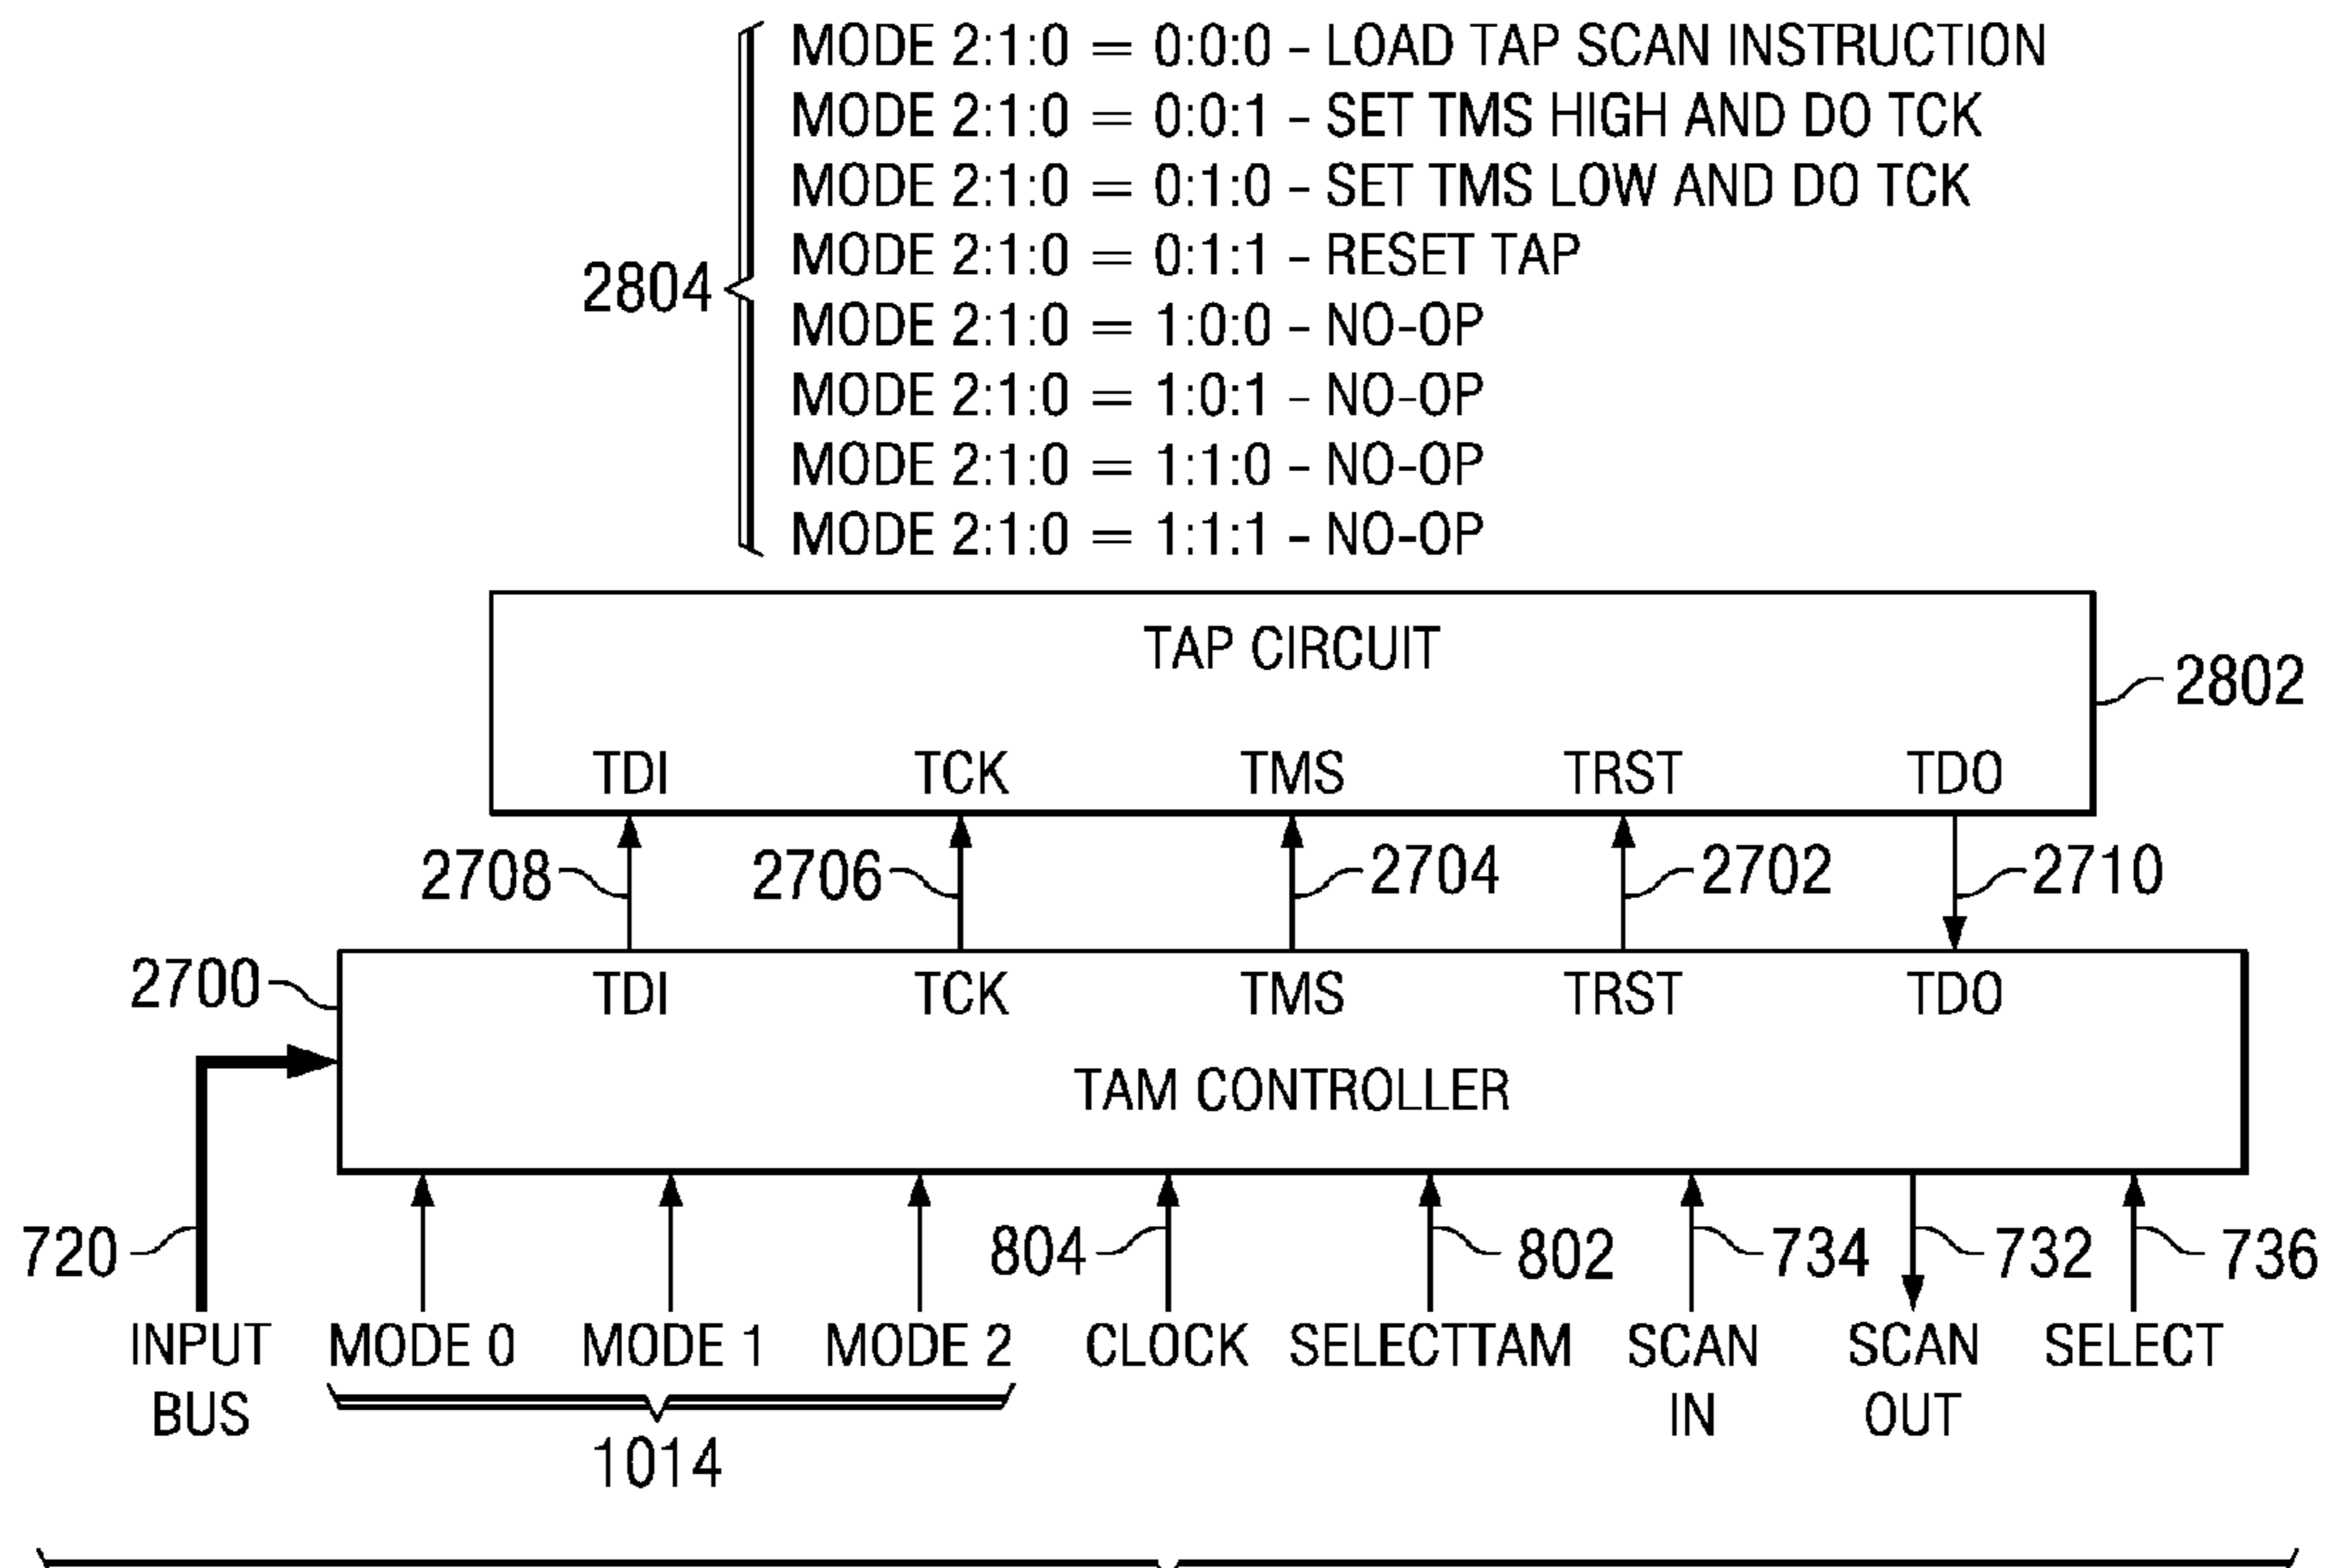 MODE 2:1:0 = 0:0:0 - LOAD TAP SCAN INSTRUCTION
MODE 2:1:0 = 0:0:1 - SET TMS HIGH AND DO TCK
MODE 2:1:0 = 0:1:0 - SET TMS LOW AND DO TCK
MODE 2:1:0 = 0:1:1 - RESET TAP
2804
MODE 2:1:0 = 1:0:0 - NO-OP
MODE 2:1:0 = 1:0:1 - NO-OP
MODE 2:1:0 = 1:1:0 - NO-OP
MODE 2:1:0 = 1:1:1 - NO-OP
TAP CIRCUIT
2802
TDI TCK TMS TRST TDO
2708 2706 2704 2702 2710
2700
TDI TCK TMS TRST TDO
TAM CONTROLLER
720 804 802 734 732 736
INPUT BUS
MODE 0 MODE 1 MODE 2 CLOCK SELECTTAM
SCAN IN
SCAN OUT
SELECT
1014